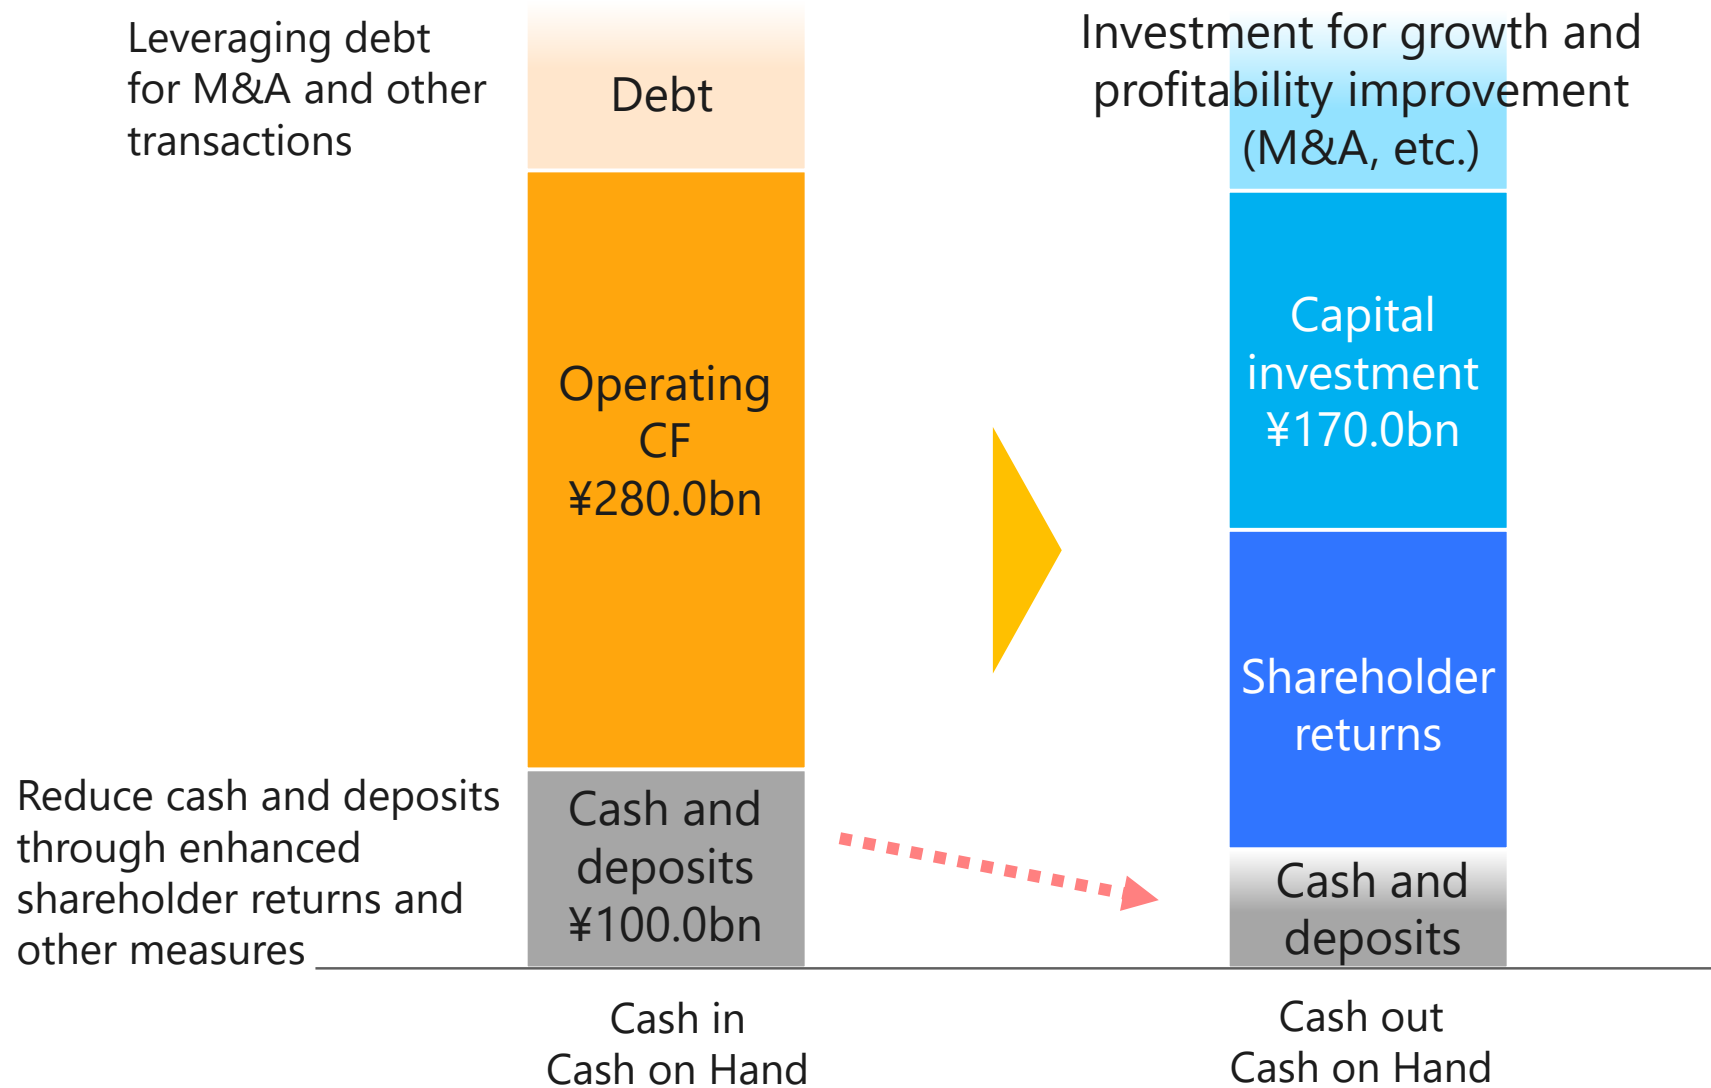 Leveraging debt
for M&A and other
transactions
Debt
Operating
CF
¥280.0bn
Cash and
deposits
¥100.0bn
Reduce cash and deposits
through enhanced
shareholder returns and
other measures
Cash in
Cash on Hand
Investment for growth and
profitability improvement
(M&A, etc.)
Capital
investment
¥170.0bn
Shareholder
returns
Cash and
deposits
Cash out
Cash on Hand